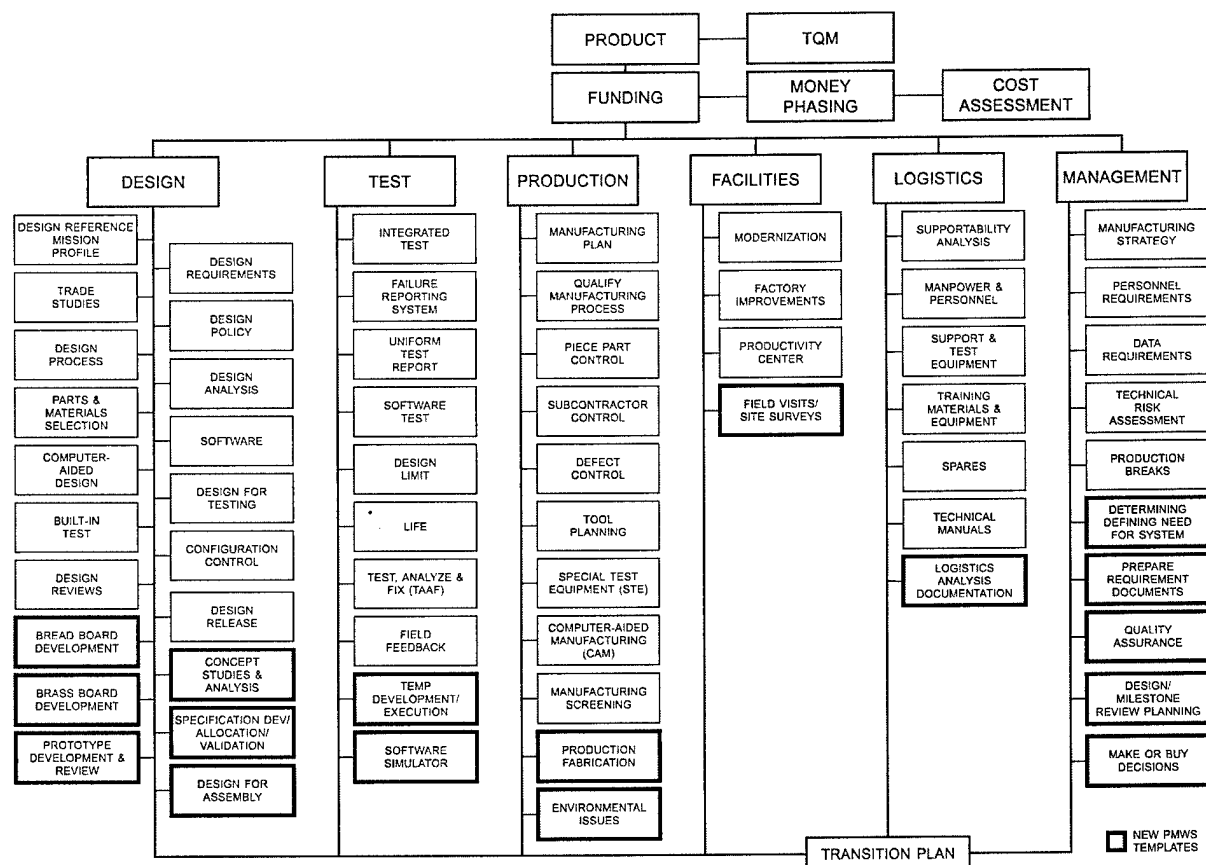 PRODUCT
TQM
FUNDING
MONEY
PHASING
COST
ASSESSMENT
DESIGN
TEST
PRODUCTION
FACILITIES
LOGISTICS
MANAGEMENT
DESIGN REFERENCE
MISSION
PROFILE
TRADE
STUDIES
DESIGN
PROCESS
PARTS &
MATERIALS
SELECTION
COMPUTER-
AIDED
DESIGN
BUILT-IN
TEST
DESIGN
REVIEWS
BREAD BOARD
DEVELOPMENT
BRASS BOARD
DEVELOPMENT
PROTOTYPE
DEVELOPMENT &
REVIEW
DESIGN
REQUIREMENTS
DESIGN
POLICY
DESIGN
ANALYSIS
SOFTWARE
DESIGN FOR
TESTING
CONFIGURATION
CONTROL
DESIGN
RELEASE
CONCEPT
STUDIES &
ANALYSIS
SPECIFICATION DEV/
ALLOCATION/
VALIDATION
DESIGN FOR
ASSEMBLY
INTEGRATED
TEST
FAILURE
REPORTING
SYSTEM
UNIFORM
TEST
REPORT
SOFTWARE
TEST
DESIGN
LIMIT
LIFE
TEST, ANALYZE &
FIX (TAAF)
FIELD
FEEDBACK
TEMP
DEVELOPMENT/
EXECUTION
SOFTWARE
SIMULATOR
MANUFACTURING
PLAN
QUALIFY
MANUFACTURING
PROCESS
PIECE PART
CONTROL
SUBCONTRACTOR
CONTROL
DEFECT
CONTROL
TOOL
PLANNING
SPECIAL TEST
EQUIPMENT (STE)
COMPUTER-AIDED
MANUFACTURING
(CAM)
MANUFACTURING
SCREENING
PRODUCTION
FABRICATION
ENVIRONMENTAL
ISSUES
MODERNIZATION
FACTORY
IMPROVEMENTS
PRODUCTIVITY
CENTER
FIELD VISITS/
SITE SURVEYS
SUPPORTABILITY
ANALYSIS
MANPOWER &
PERSONNEL
SUPPORT &
TEST
EQUIPMENT
TRAINING
MATERIALS &
EQUIPMENT
SPARES
TECHNICAL
MANUALS
LOGISTICS
ANALYSIS
DOCUMENTATION
MANUFACTURING
STRATEGY
PERSONNEL
REQUIREMENTS
DATA
REQUIREMENTS
TECHNICAL
RISK
ASSESSMENT
PRODUCTION
BREAKS
DETERMINING
DEFINING NEED
FOR SYSTEM
PREPARE
REQUIREMENT
DOCUMENTS
QUALITY
ASSURANCE
DESIGN/
MILESTONE
REVIEW PLANNING
MAKE OR BUY
DECISIONS
TRANSITION PLAN
NEW PMWS
TEMPLATES